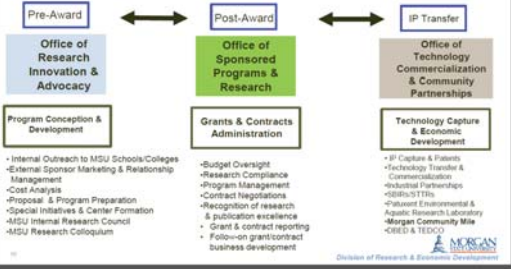 Pre-Award
Post-Award
IP Transfer
Office of
Research
Innovation &
Advocacy
Office of
Sponsored
Programs &
Research
Office of
Technology
Commercialization
& Community
Partnerships
Program Conception &
Development
Grants & Contracts
Administration
Technology Capture
& Economic
Development
• Internal Outreach to MSU Schools/Colleges
• External Sponsor Marketing & Relationship
Management
• Cost Analysis
• Proposal & Program Preparation
• Special Initiatives & Center Formation
• MSU Internal Research Council
• MSU Research Colloquium
•Budget Oversight
•Research Compliance
•Program Management
•Contract Negotiations
•Recognition of research
& publication excellence
• Grant & contract reporting
• Follow-on grant/contract
business development
• IP Capture & Patents
•Technology Transfer &
Commercialization
•Industrial Partnerships
•SBIRs/STTRs
•Patuxent Environmental &
Aquatic Research Laboratory
•Morgan Community Mile
•DBED & TEDCO
MORGAN
STATE UNIVERSITY
Division of Research & Economic Development